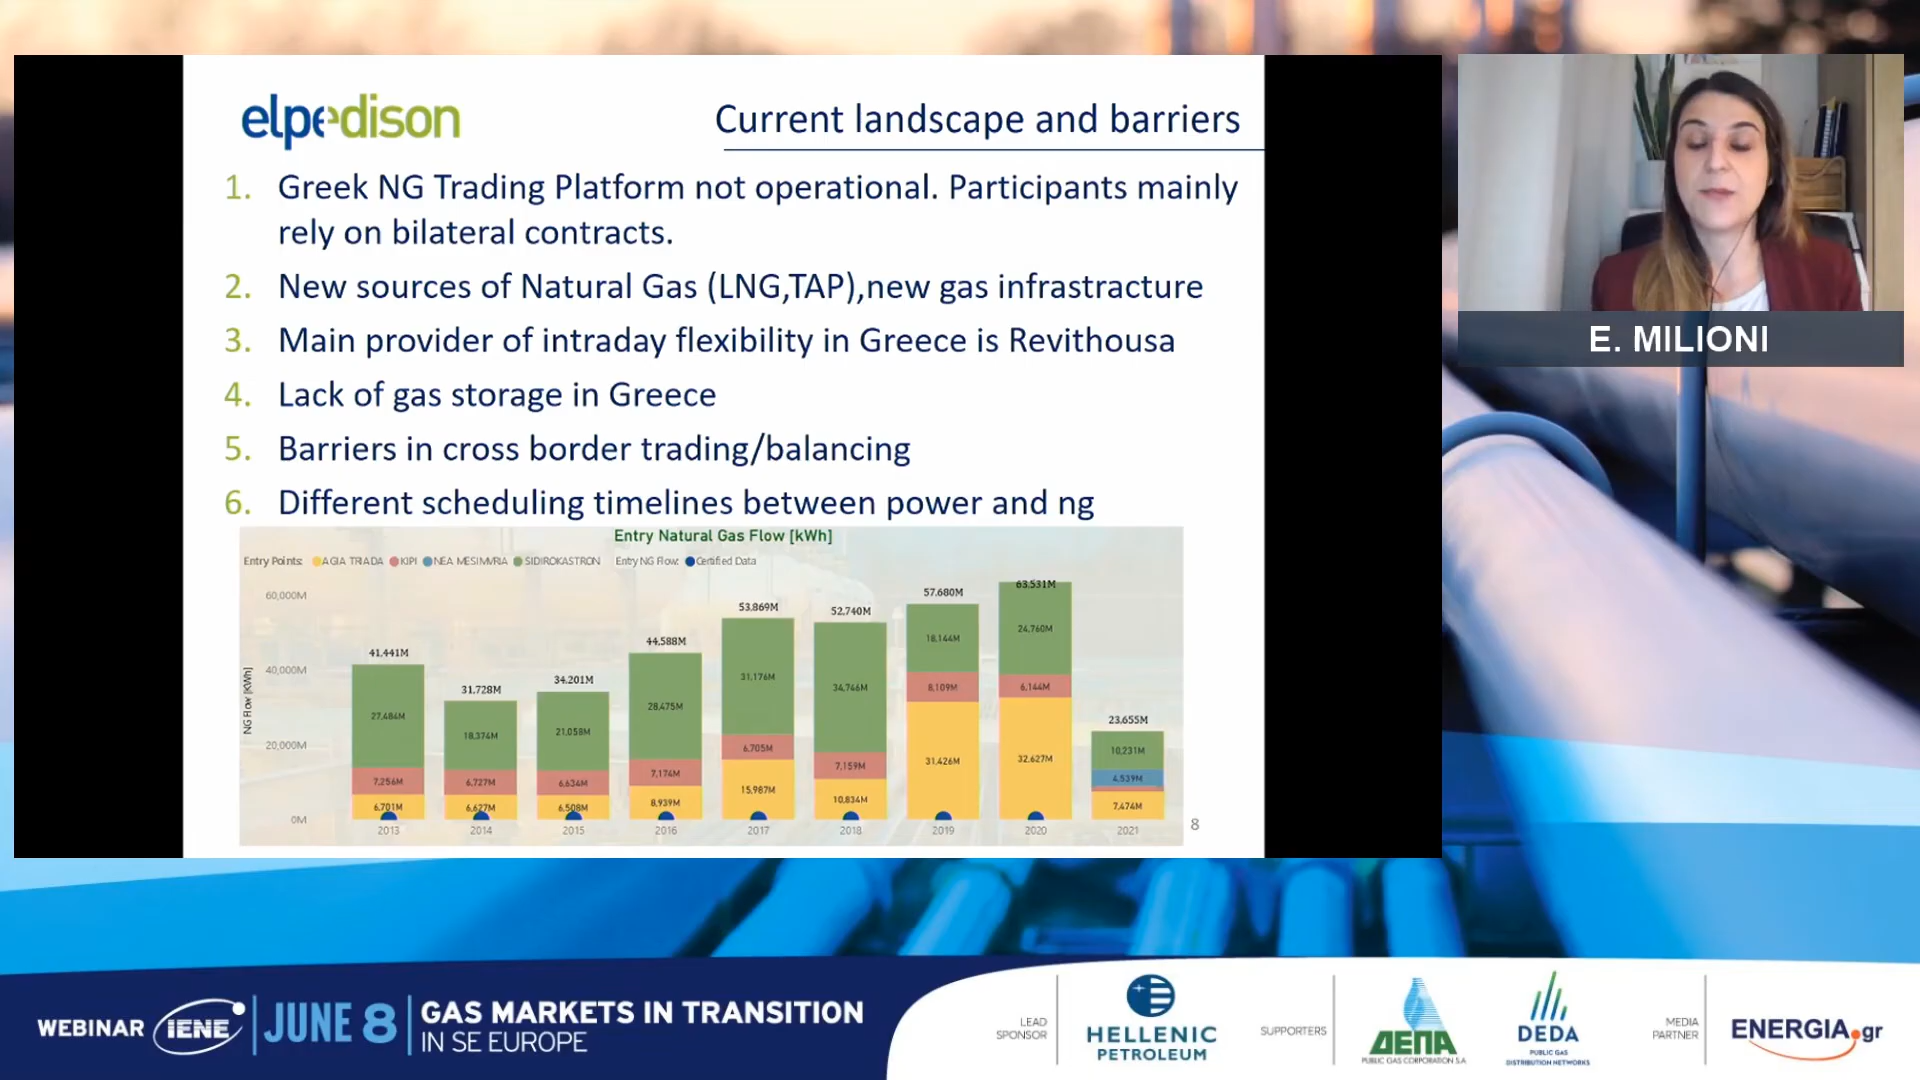 elpedison
Current landscape and barriers
1. Greek NG Trading Platform not operational. Participants mainly
rely on bilateral contracts.
2. New sources of Natural Gas (LNG,TAP),new gas infrastracture
3. Main provider of intraday flexibility in Greece is Revithousa
4. Lack of gas storage in Greece
5. Barriers in cross border trading/balancing
6. Different scheduling timelines between power and ng
Entry Natural Gas Flow [kWh]
Entry Points: AGIA TRIADA KIPI NEA MESIMVRIA SIDIROKASTRON Entry NG Flow: Certified Data
NG Flow [kWh]
60,000M
40,000M
20,000M
0M
41.441M
27,484M
7,256M
6,701M
2013
31.728M
18,374M
6,727M
6,627M
2014
34.201M
21,058M
6,634M
6,508M
2015
44.588M
28,475M
7,174M
8,939M
2016
53.869M
31,176M
6,705M
15,987M
2017
52.740M
34,746M
7,159M
10,834M
2018
57.680M
18,144M
8,109M
31,426M
2019
63.531M
24,760M
6,144M
32,627M
2020
23.655M
10,231M
4,539M
7,474M
2021
8
E. MILIONI
WEBINAR IENE JUNE 8 GAS MARKETS IN TRANSITION
IN SE EUROPE
LEAD
SPONSOR
HELLENIC
PETROLEUM
SUPPORTERS
ΔΕΠΑ
PUBLIC GAS CORPORATION S.A
DEDA
PUBLIC GAS
DISTRIBUTION NETWORKS
MEDIA
PARTNER
ENERGIA.gr